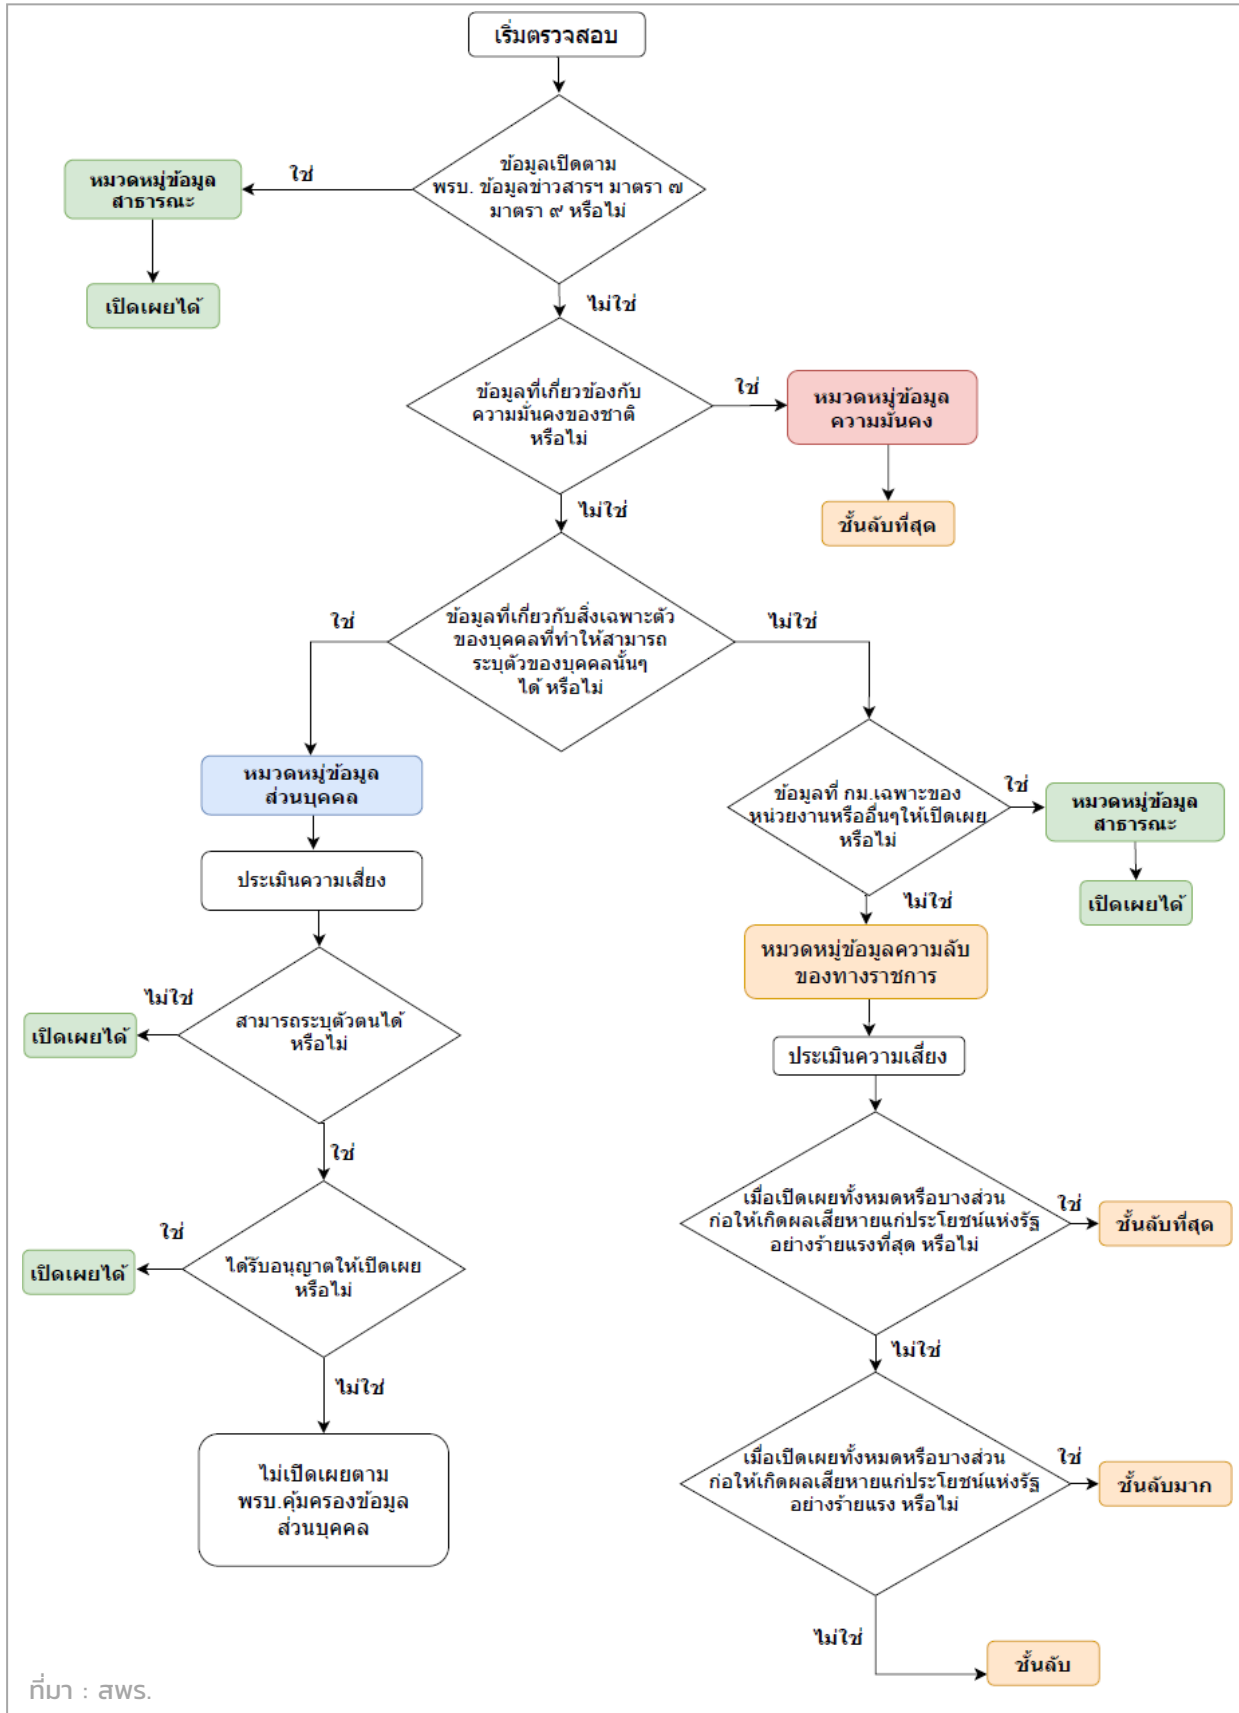 เริ่มตรวจสอบ
ข้อมูลเปิดตาม
พรบ. ข้อมูลข่าวสารฯ มาตรา ๗
มาตรา ๙ หรือไม่
ใช่
หมวดหมู่ข้อมูล
สาธารณะ
เปิดเผยได้
ไม่ใช่
ข้อมูลที่เกี่ยวข้องกับ
ความมั่นคงของชาติ
หรือไม่
ใช่
หมวดหมู่ข้อมูล
ความมั่นคง
ชั้นลับที่สุด
ไม่ใช่
ข้อมูลที่เกี่ยวกับสิ่งเฉพาะตัว
ของบุคคลที่ทำให้สามารถ
ระบุตัวของบุคคลนั้นๆ
ได้ หรือไม่
ใช่
ไม่ใช่
หมวดหมู่ข้อมูล
ส่วนบุคคล
ประเมินความเสี่ยง
สามารถระบุตัวตนได้
หรือไม่
ไม่ใช่
เปิดเผยได้
ใช่
ได้รับอนุญาตให้เปิดเผย
หรือไม่
ใช่
เปิดเผยได้
ไม่ใช่
ไม่เปิดเผยตาม
พรบ.คุ้มครองข้อมูล
ส่วนบุคคล
ข้อมูลที่ กม.เฉพาะของ
หน่วยงานหรืออื่นๆให้เปิดเผย
หรือไม่
ใช่
หมวดหมู่ข้อมูล
สาธารณะ
เปิดเผยได้
ไม่ใช่
หมวดหมู่ข้อมูลความลับ
ของทางราชการ
ประเมินความเสี่ยง
เมื่อเปิดเผยทั้งหมดหรือบางส่วน
ก่อให้เกิดผลเสียหายแก่ประโยชน์แห่งรัฐ
อย่างร้ายแรงที่สุด หรือไม่
ใช่
ชั้นลับที่สุด
ไม่ใช่
เมื่อเปิดเผยทั้งหมดหรือบางส่วน
ก่อให้เกิดผลเสียหายแก่ประโยชน์แห่งรัฐ
อย่างร้ายแรง หรือไม่
ใช่
ชั้นลับมาก
ไม่ใช่
ชั้นลับ
ที่มา : สพร.